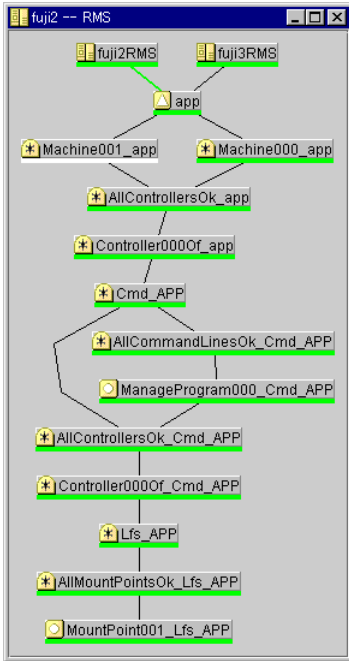 fuji2 -- RMS
fuji2RMS
fuji3RMS
app
Machine001_app
Machine000_app
AllControllersOk_app
Controller000Of_app
Cmd_APP
AllCommandLinesOk_Cmd_APP
ManageProgram000_Cmd_APP
AllControllersOk_Cmd_APP
Controller000Of_Cmd_APP
Lfs_APP
AllMountPointsOk_Lfs_APP
MountPoint001_Lfs_APP